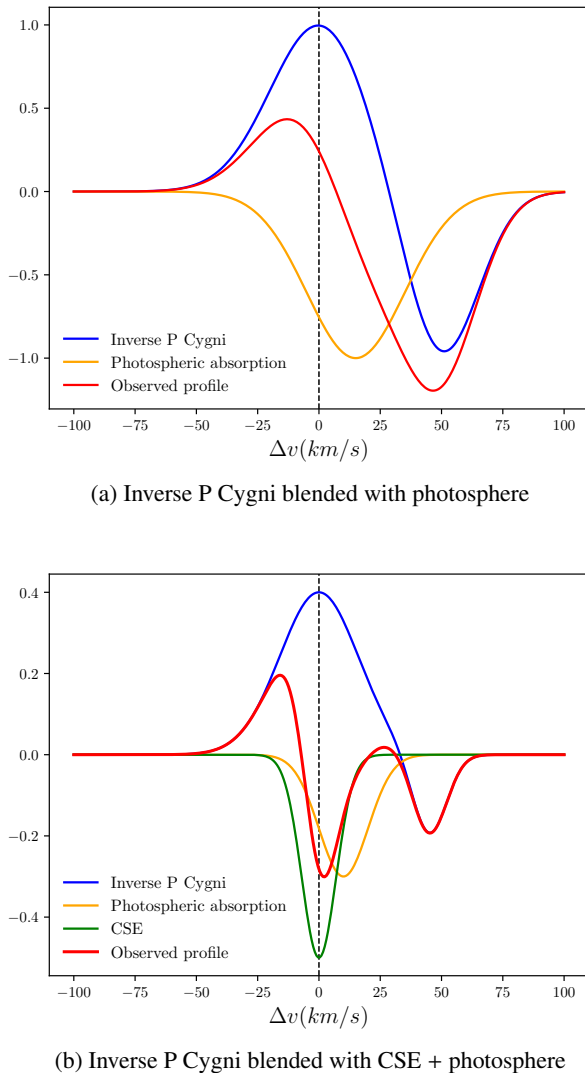 1.0
0.5
0.0
−0.5
−1.0
Inverse P Cygni
Photospheric absorption
Observed profile
−100 −75 −50 −25 0 25 50 75 100
Δv(km/s)
(a) Inverse P Cygni blended with photosphere
0.4
0.2
0.0
−0.2
−0.4
Inverse P Cygni
Photospheric absorption
CSE
Observed profile
−100 −75 −50 −25 0 25 50 75 100
Δv(km/s)
(b) Inverse P Cygni blended with CSE + photosphere